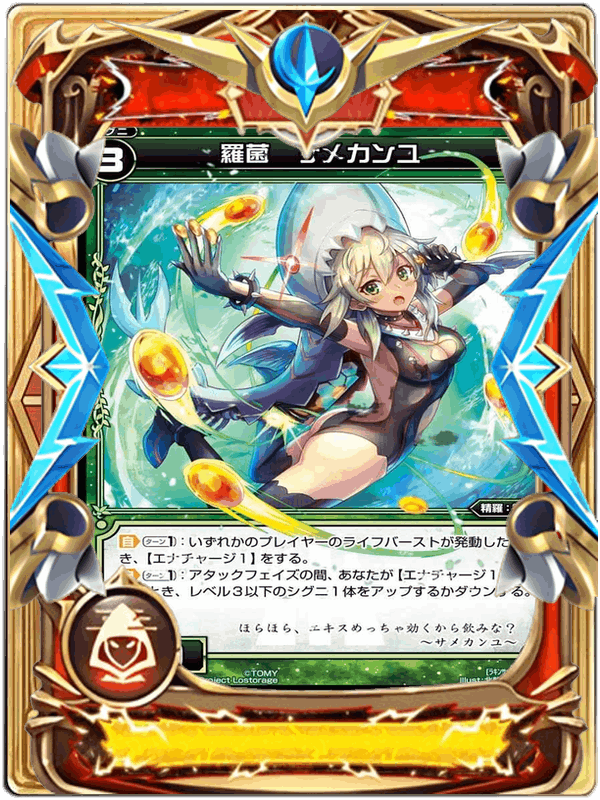 グニ
3
羅菌 サメカンユ
精羅：
自 ターン1：いずれかのプレイヤーのライフバーストが発動した
き、【エナチャージ1】をする。
ターン1：アタックフェイズの間、あなたが【エナチャージ1
とき、レベル3以下のシグニ1体をアップするかダウンする。
ほらほら、エキスめっちゃ効くから飲みな？
～サメカンユ～
©TOMY
Project Lostorage
Illust.